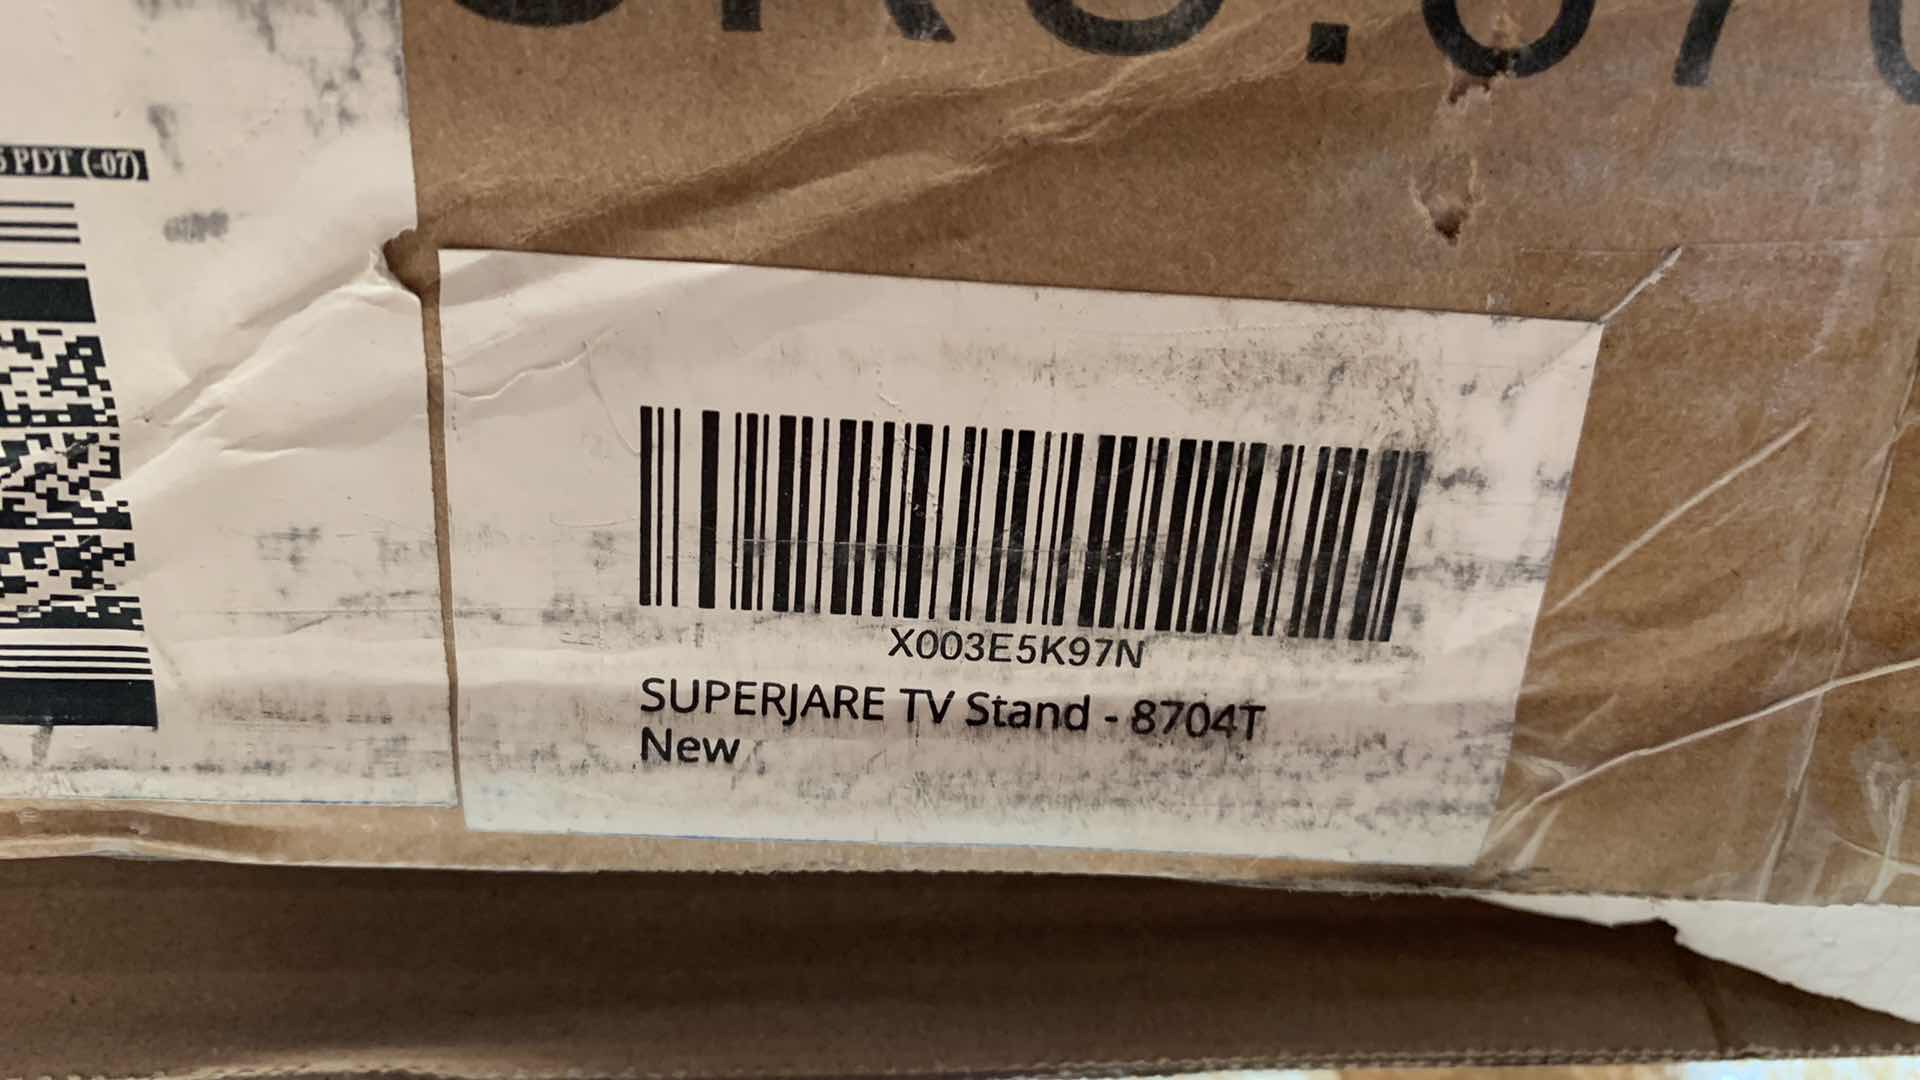 PDT (-07)
X003E5K97N
SUPERJARE TV Stand - 8704T
New